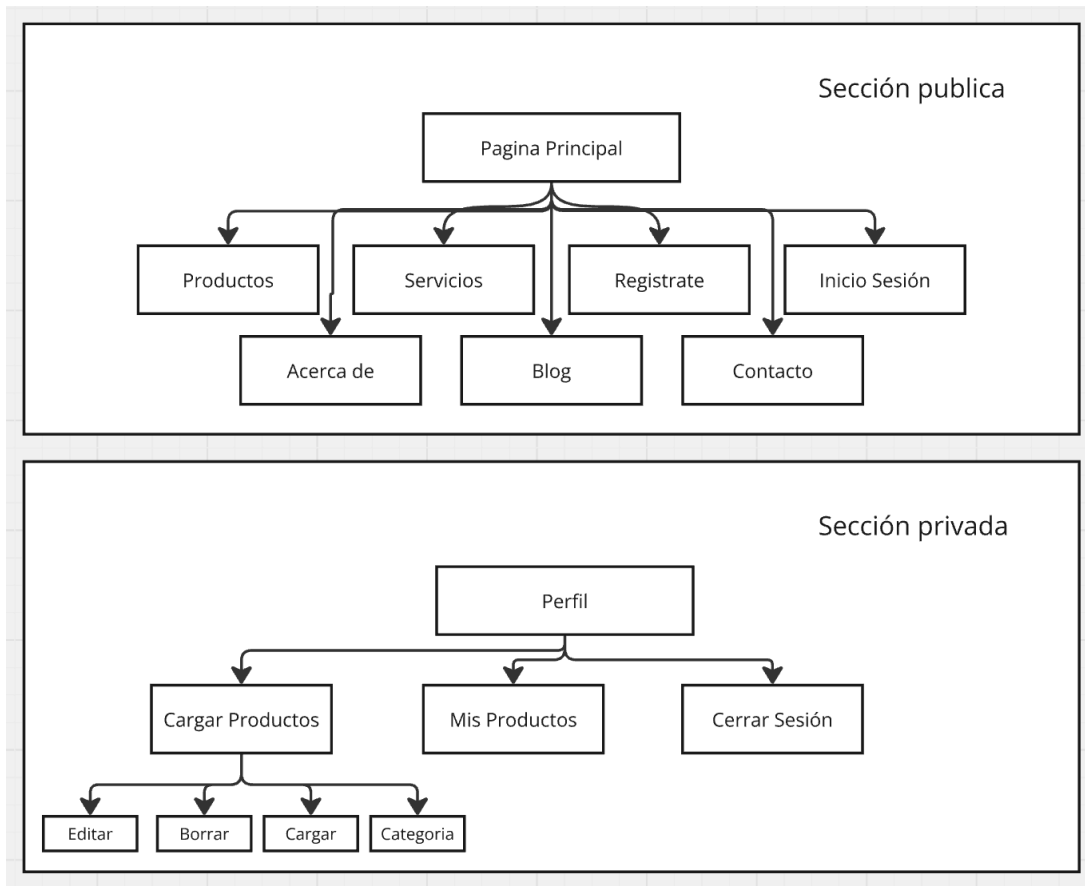 Sección publica
Pagina Principal
Productos
Servicios
Registrate
Inicio Sesión
Acerca de
Blog
Contacto
Sección privada
Perfil
Cargar Productos
Mis Productos
Cerrar Sesión
Editar
Borrar
Cargar
Categoria